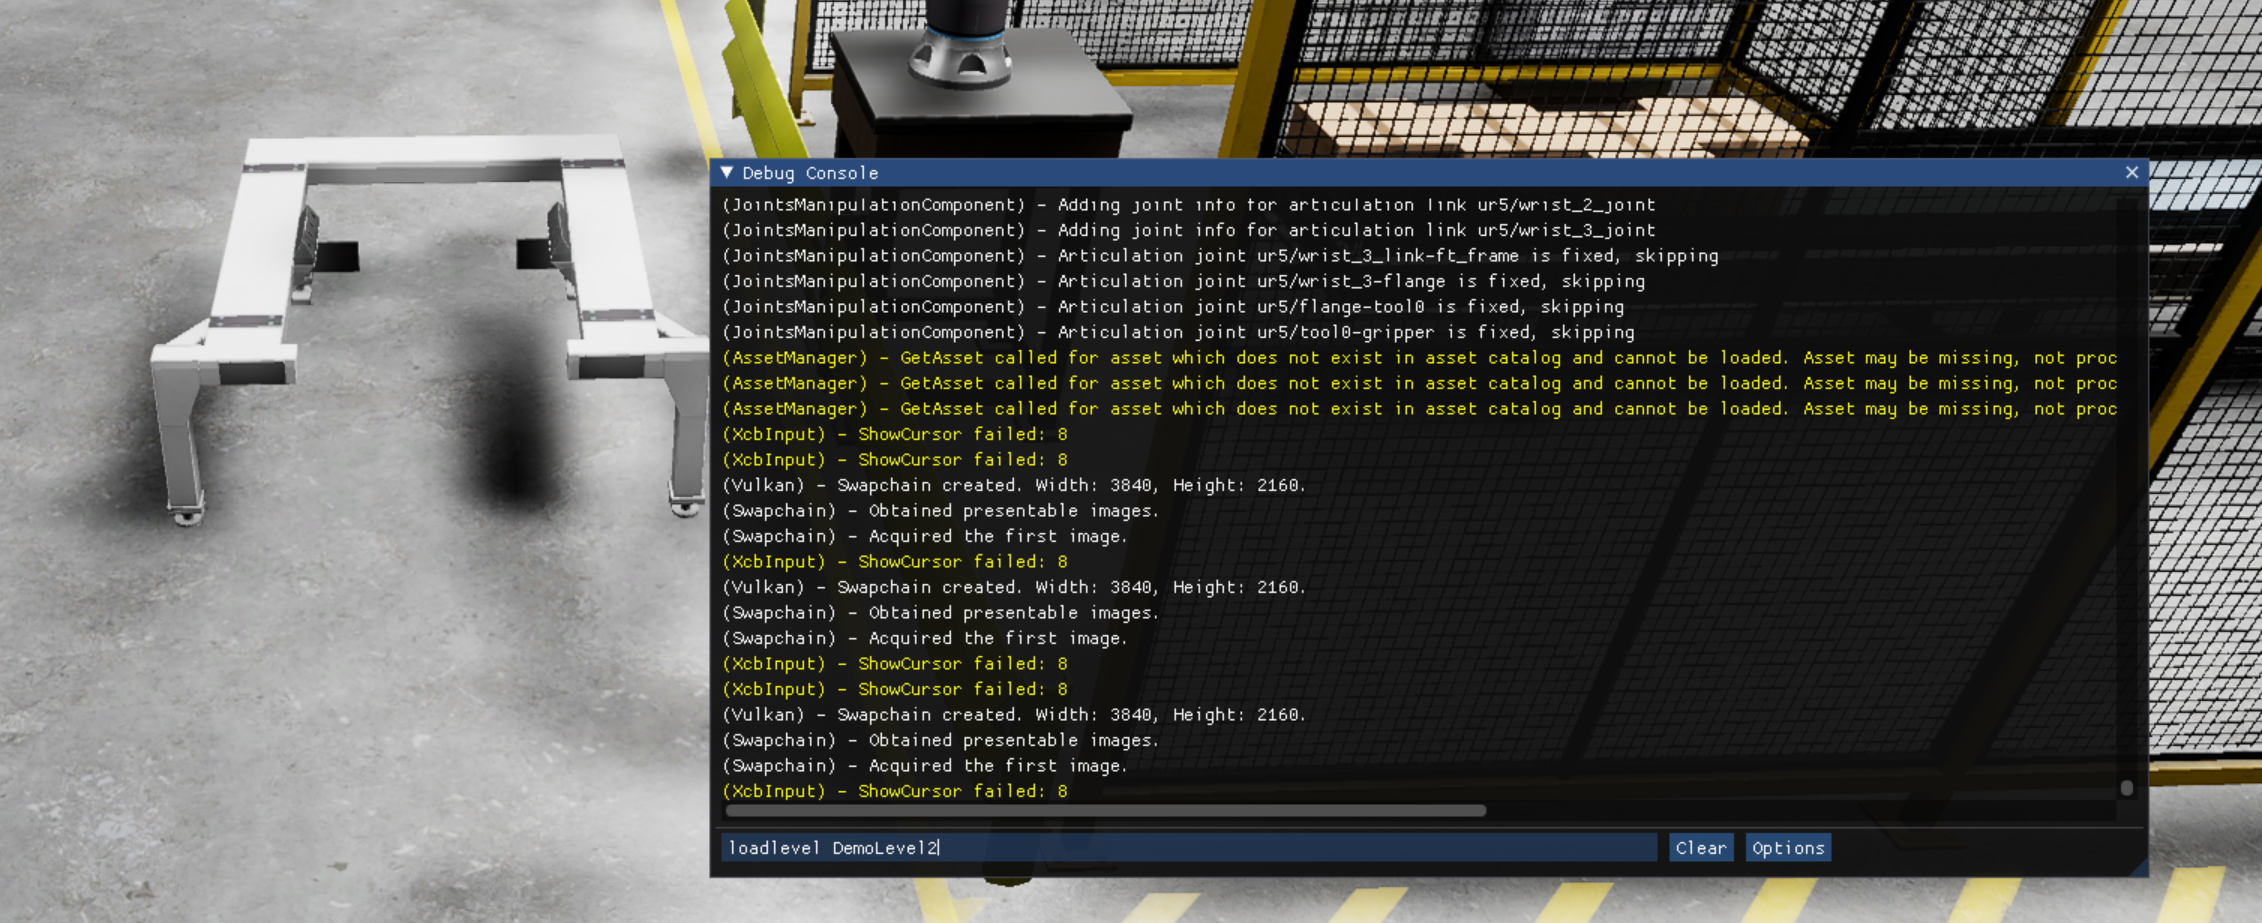 Debug Console
(JointsManipulationComponent) - Adding joint info for articulation link ur5/wrist_2_joint
(JointsManipulationComponent) - Adding joint info for articulation link ur5/wrist_3_joint
(JointsManipulationComponent) - Articulation joint ur5/wrist_3_link-ft_frame is fixed, skipping
(JointsManipulationComponent) - Articulation joint ur5/wrist_3-flange is fixed, skipping
(JointsManipulationComponent) - Articulation joint ur5/flange-tool0 is fixed, skipping
(JointsManipulationComponent) - Articulation joint ur5/tool0-gripper is fixed, skipping
(AssetManager) - GetAsset called for asset which does not exist in asset catalog and cannot be loaded. Asset may be missing, not proc
(AssetManager) - GetAsset called for asset which does not exist in asset catalog and cannot be loaded. Asset may be missing, not proc
(AssetManager) - GetAsset called for asset which does not exist in asset catalog and cannot be loaded. Asset may be missing, not proc
(XcbInput) - ShowCursor failed: 8
(XcbInput) - ShowCursor failed: 8
(Vulkan) - Swapchain created. Width: 3840, Height: 2160.
(Swapchain) - Obtained presentable images.
(Swapchain) - Acquired the first image.
(XcbInput) - ShowCursor failed: 8
(Vulkan) - Swapchain created. Width: 3840, Height: 2160.
(Swapchain) - Obtained presentable images.
(Swapchain) - Acquired the first image.
(XcbInput) - ShowCursor failed: 8
(XcbInput) - ShowCursor failed: 8
(Vulkan) - Swapchain created. Width: 3840, Height: 2160.
(Swapchain) - Obtained presentable images.
(Swapchain) - Acquired the first image.
(XcbInput) - ShowCursor failed: 8
loadlevel DemoLevel2
Clear
Options